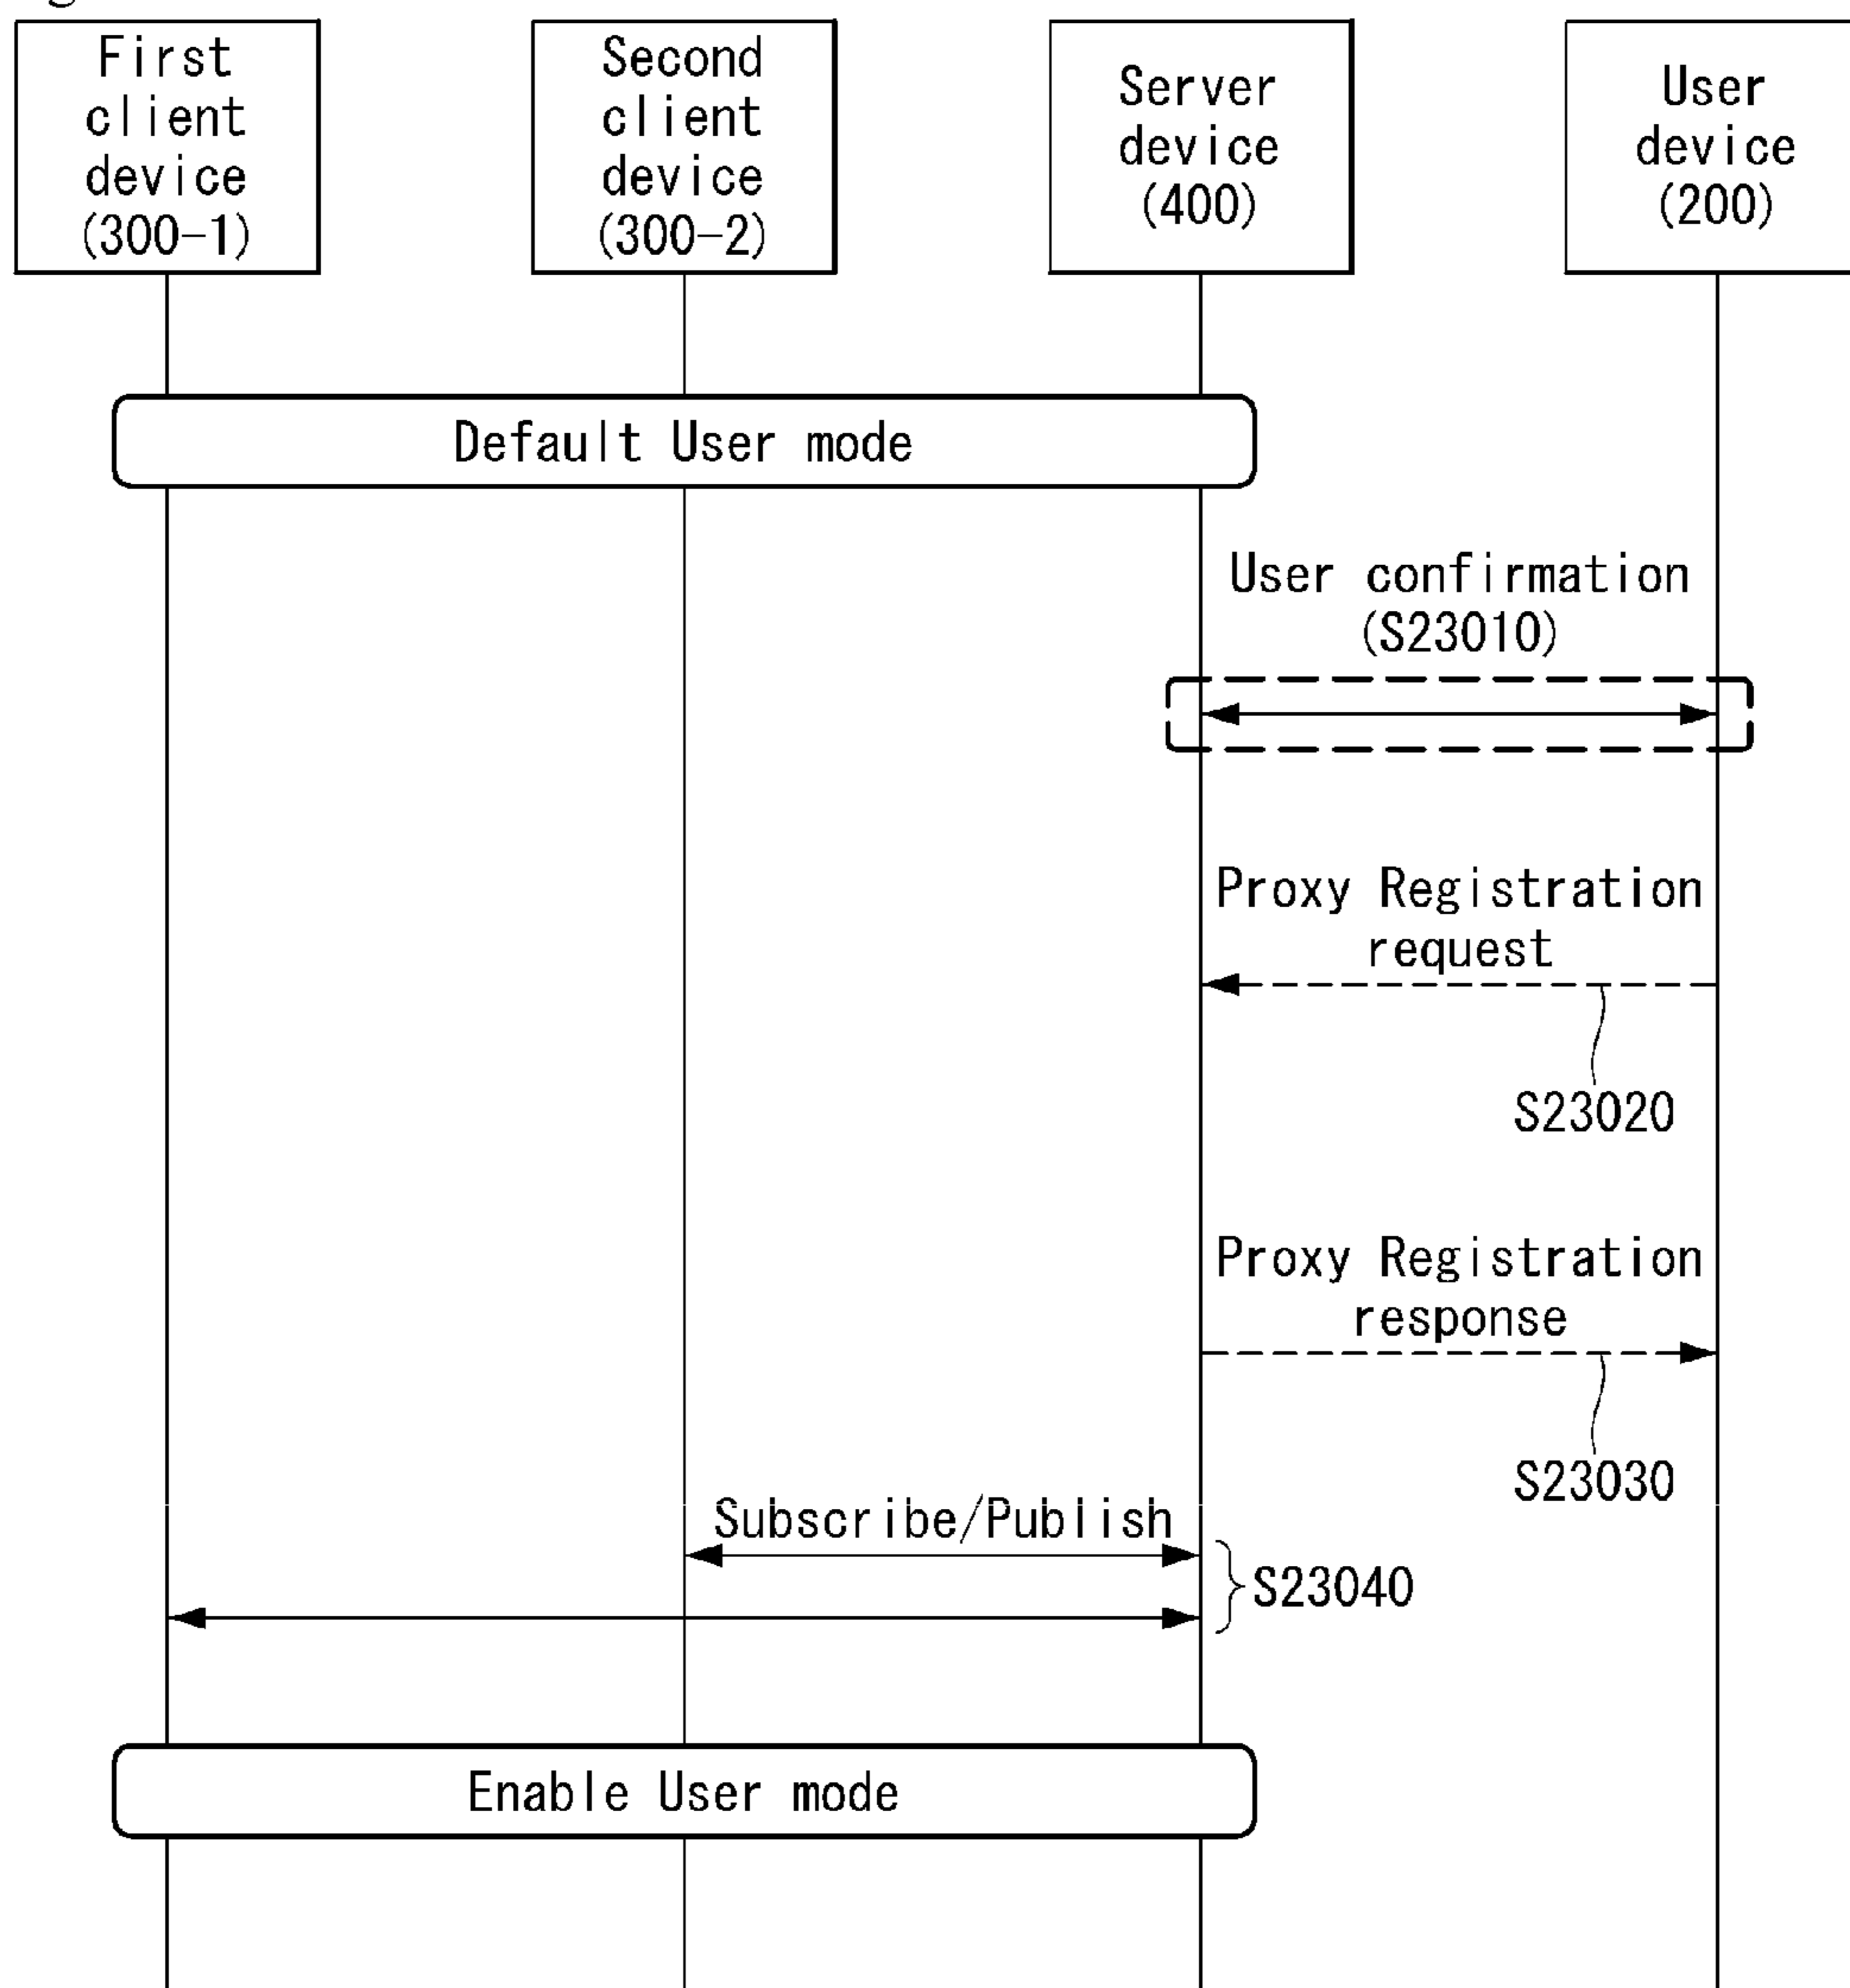 First
client
device
(300-1)
Second
client
device
(300-2)
Server
device
(400)
User
device
(200)
Default User mode
User confirmation
(S23010)
Proxy Registration
request
S23020
Proxy Registration
response
S23030
Subscribe/Publish
S23040
Enable User mode